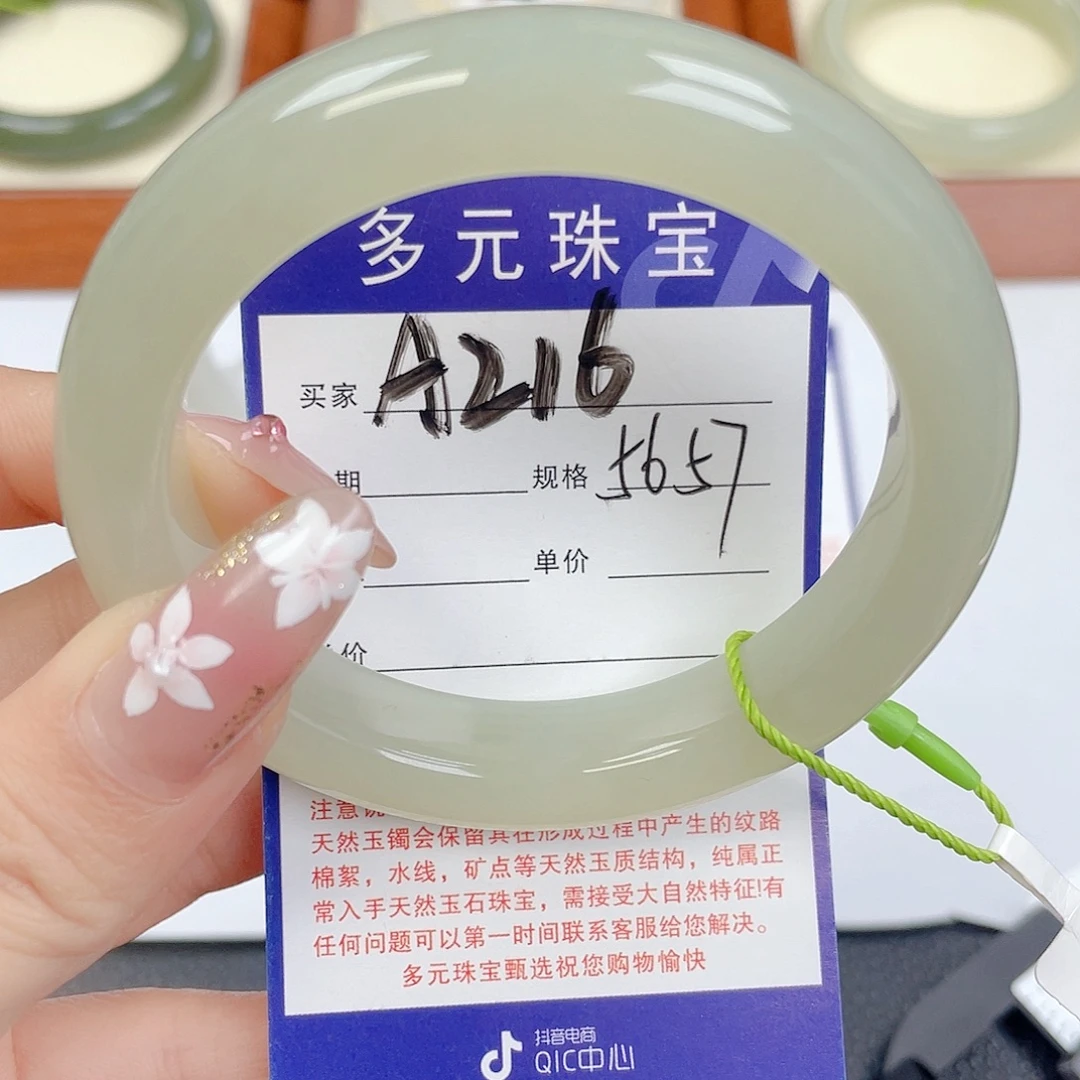 多元珠宝
买家 A216
期 规格 5657
单价
价
注意说
天然玉镯会保留其在形成过程中产生的纹路
棉絮，水线，矿点等天然玉质结构，纯属正
常入手天然玉石珠宝，需接受大自然特征!有
任何问题可以第一时间联系客服给您解决。
多元珠宝甄选祝您购物愉快
抖音电商
QIC中心